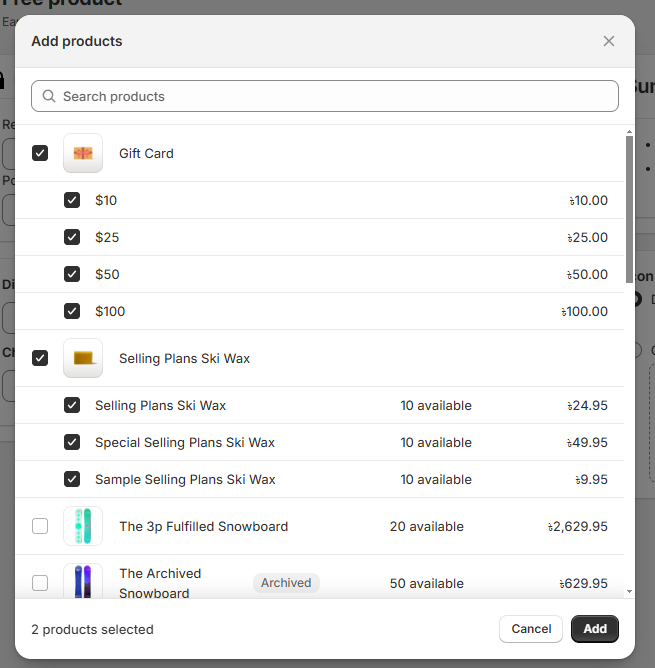 Free product
Add products
Search products
Gift Card
$10 ৳10.00
$25 ৳25.00
$50 ৳50.00
$100 ৳100.00
Selling Plans Ski Wax
Selling Plans Ski Wax 10 available ৳24.95
Special Selling Plans Ski Wax 10 available ৳49.95
Sample Selling Plans Ski Wax 10 available ৳9.95
The 3p Fulfilled Snowboard 20 available ৳2,629.95
The Archived
Snowboard Archived 50 available ৳629.95
2 products selected Cancel Add